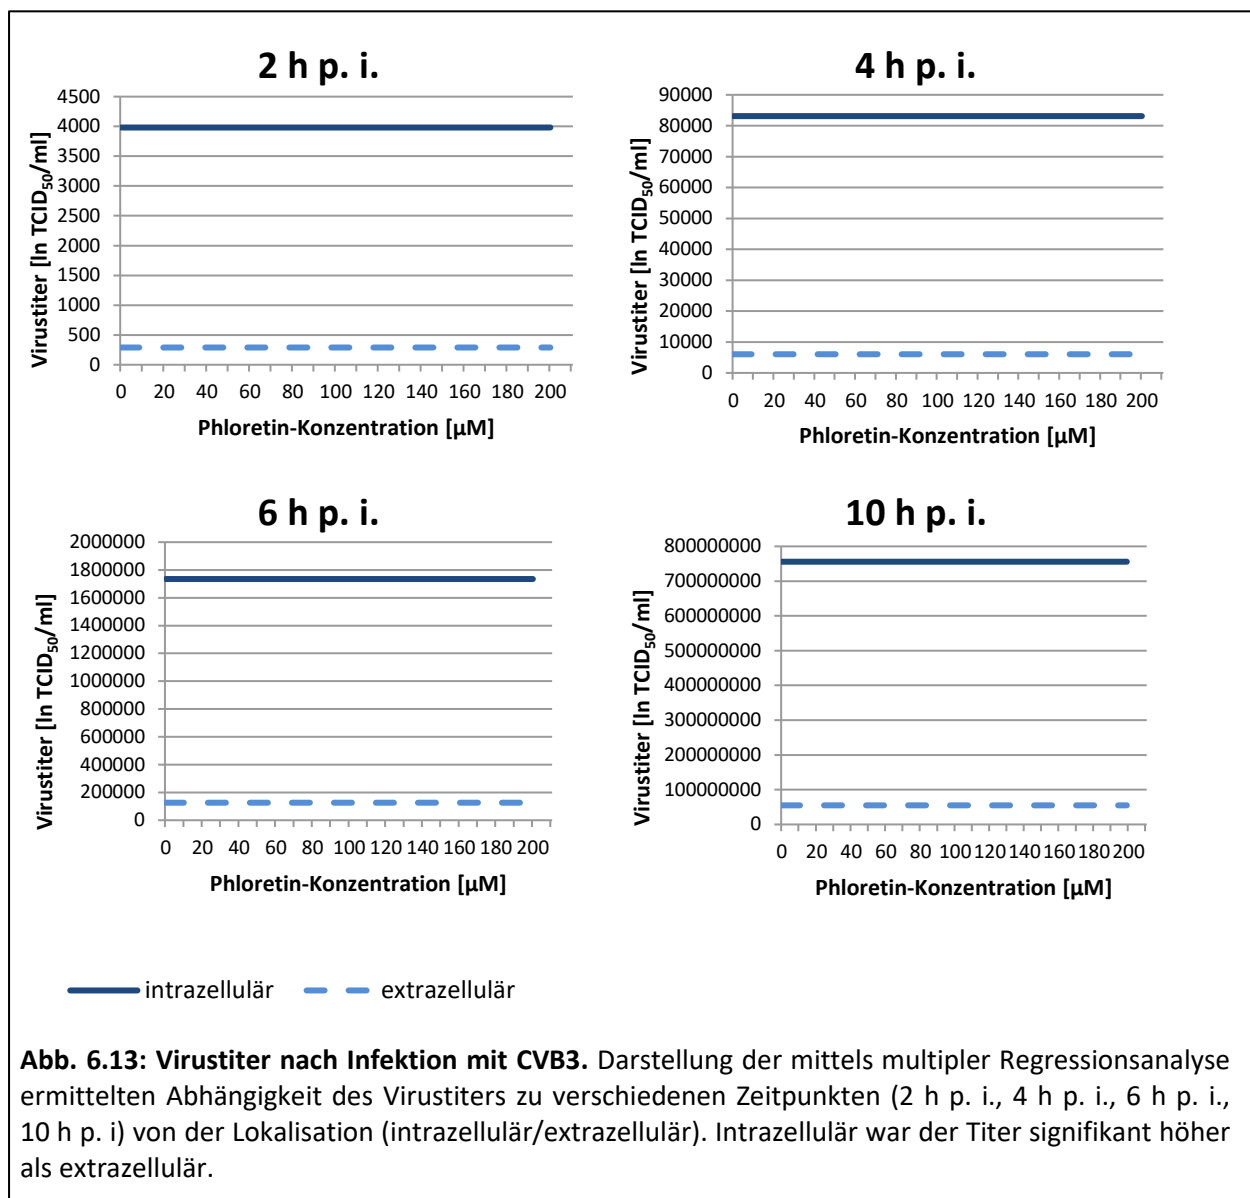 2 h p. i.
4500
4000
3500
3000
2500
2000
1500
1000
500
0
Virustiter [ln TCID50/ml]
0 20 40 60 80 100 120 140 160 180 200
Phloretin-Konzentration [µM]
4 h p. i.
90000
80000
70000
60000
50000
40000
30000
20000
10000
0
Virustiter [ln TCID50/ml]
0 20 40 60 80 100 120 140 160 180 200
Phloretin-Konzentration [µM]
6 h p. i.
2000000
1800000
1600000
1400000
1200000
1000000
800000
600000
400000
200000
0
Virustiter [ln TCID50/ml]
0 20 40 60 80 100 120 140 160 180 200
Phloretin-Konzentration [µM]
10 h p. i.
800000000
700000000
600000000
500000000
400000000
300000000
200000000
100000000
0
Virustiter [ln TCID50/ml]
0 20 40 60 80 100 120 140 160 180 200
Phloretin-Konzentration [µM]
intrazellulär extrazellulär
Abb. 6.13: Virustiter nach Infektion mit CVB3. Darstellung der mittels multipler Regressionsanalyse
ermittelten Abhängigkeit des Virustiters zu verschiedenen Zeitpunkten (2 h p. i., 4 h p. i., 6 h p. i.,
10 h p. i) von der Lokalisation (intrazellulär/extrazellulär). Intrazellulär war der Titer signifikant höher
als extrazellulär.